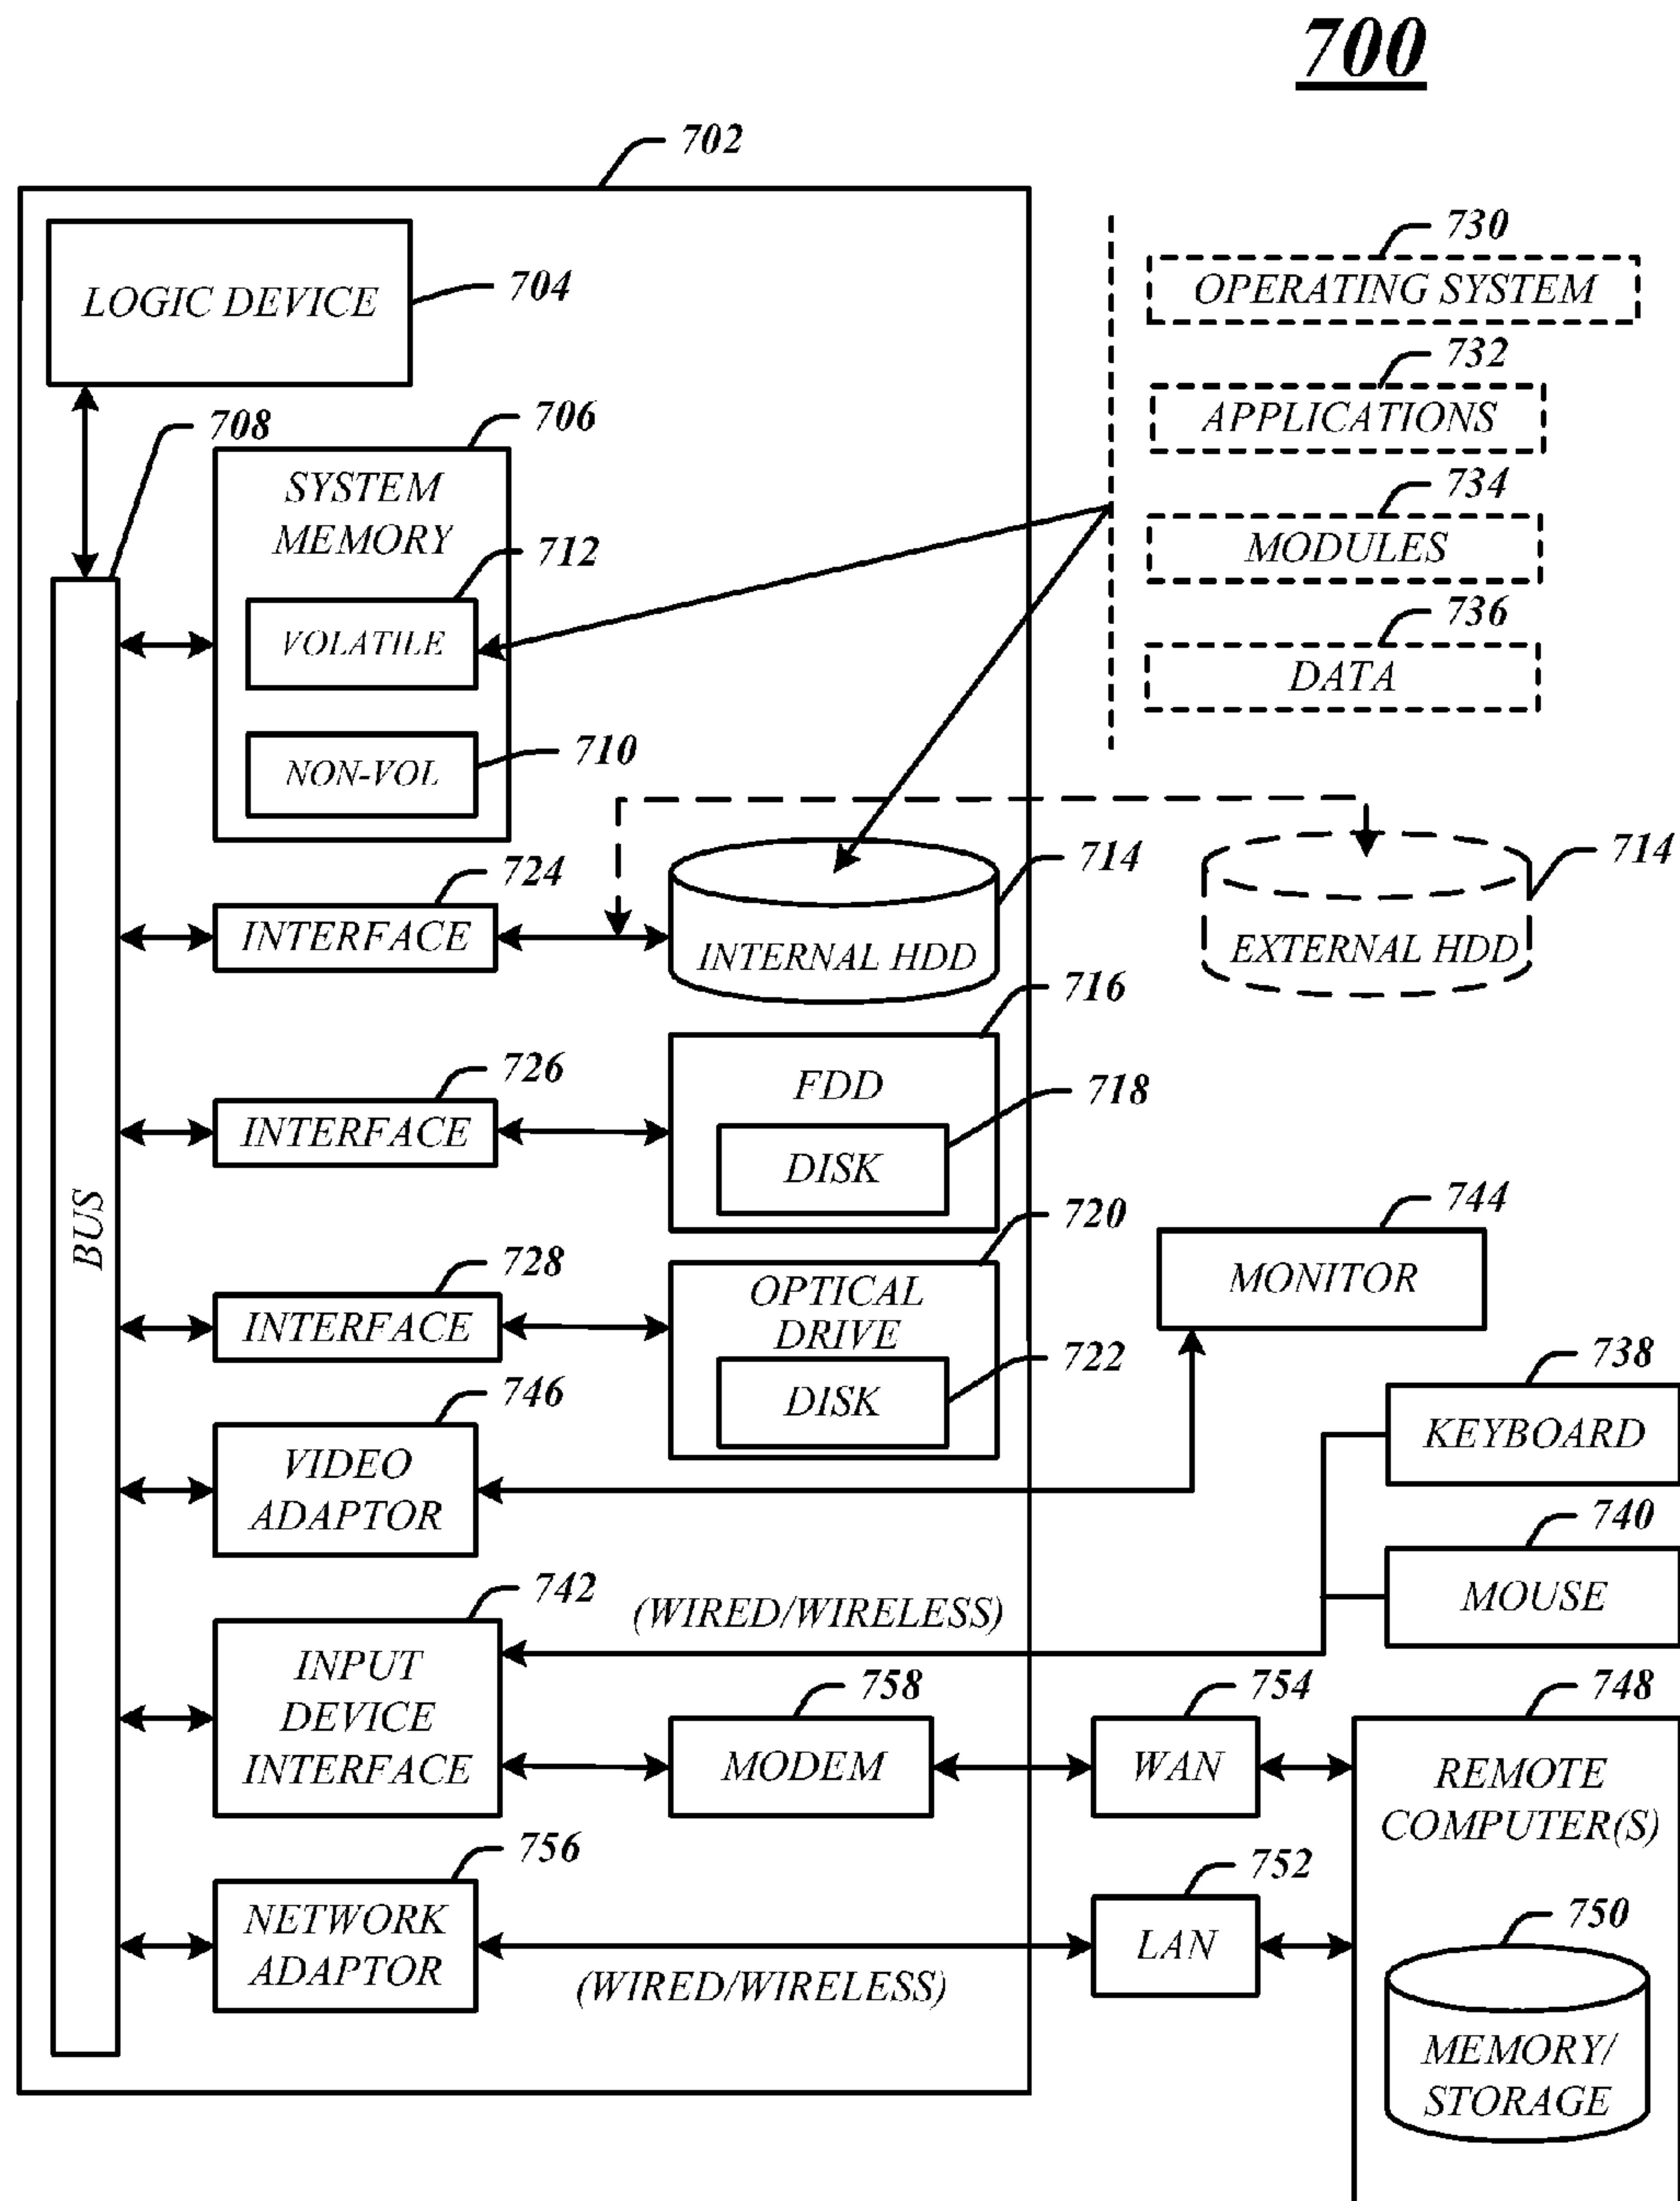 700
702
LOGIC DEVICE
704
730
OPERATING SYSTEM
732
APPLICATIONS
734
MODULES
736
DATA
708
706
SYSTEM
MEMORY
712
VOLATILE
710
NON-VOL
724
INTERFACE
714
INTERNAL HDD
714
EXTERNAL HDD
716
FDD
726
INTERFACE
718
DISK
BUS
720
OPTICAL
DRIVE
728
INTERFACE
722
DISK
744
MONITOR
738
KEYBOARD
746
VIDEO
ADAPTOR
740
MOUSE
742
INPUT
DEVICE
INTERFACE
(WIRED/WIRELESS)
758
MODEM
754
WAN
748
REMOTE
COMPUTER(S)
756
NETWORK
ADAPTOR
(WIRED/WIRELESS)
752
LAN
750
MEMORY/
STORAGE